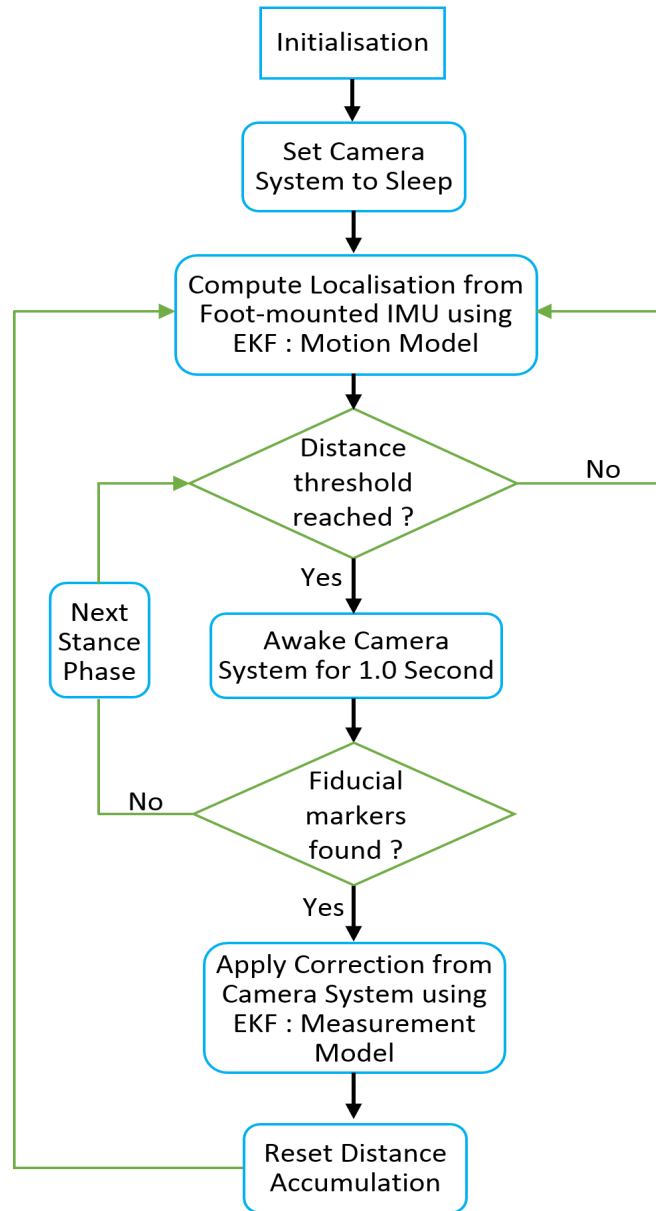 Initialisation
Set Camera
System to Sleep
Compute Localisation from
Foot-mounted IMU using
EKF : Motion Model
Distance
threshold
reached ?
No
Yes
Next
Stance
Phase
Awake Camera
System for 1.0 Second
No
Fiducial
markers
found ?
Yes
Apply Correction from
Camera System using
EKF : Measurement
Model
Reset Distance
Accumulation